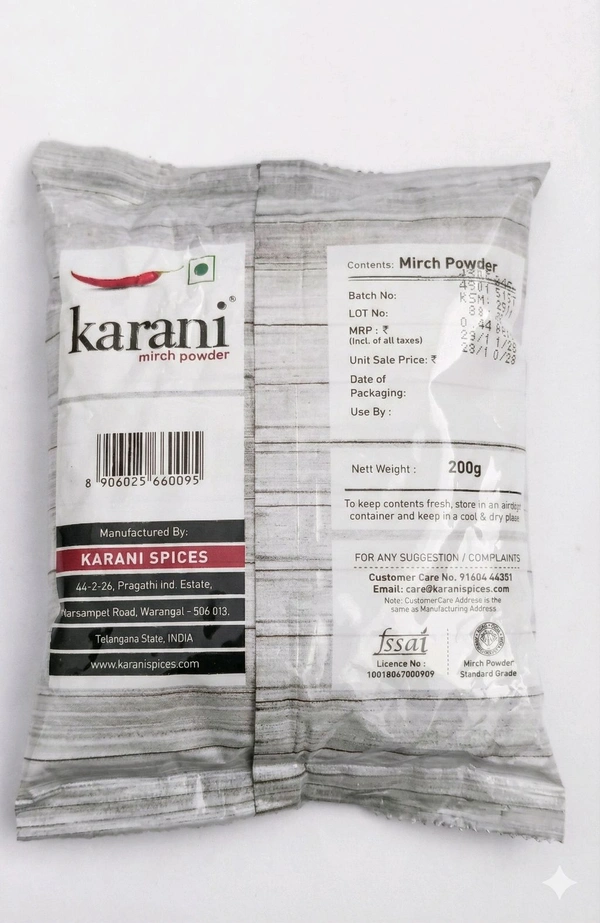 karani®
mirch powder
8 906025 660095
Manufactured By:
KARANI SPICES
44-2-26, Pragathi ind. Estate,
Narsampet Road, Warangal - 506 013.
Telangana State, INDIA
www.karanispices.com
Contents: Mirch Powder
Batch No:
LOT No:
MRP : ₹
(Incl. of all taxes)
Unit Sale Price: ₹
Date of
Packaging:
Use By :
Nett Weight : 200g
To keep contents fresh, store in an airtight
container and keep in a cool & dry place
FOR ANY SUGGESTION / COMPLAINTS
Customer Care No. 91604 44351
Email: care@karanispices.com
Note: CustomerCare Address is the
same as Manufacturing Address
fssai
Licence No :
10018067000909
Mirch Powder
Standard Grade